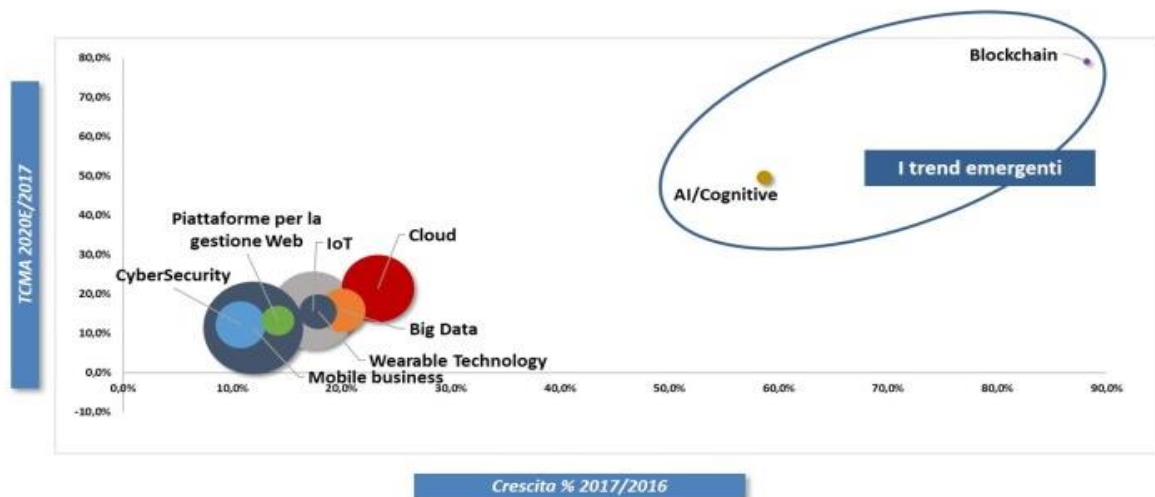 80,0%
70,0%
60,0%
50,0%
40,0%
30,0%
20,0%
10,0%
0,0%
-10,0%
TCMA 2020E/2017
Blockchain
I trend emergenti
AI/Cognitive
Piattaforme per la
gestione Web
IoT
Cloud
CyberSecurity
Big Data
Wearable Technology
Mobile business
0,0%
10,0%
20,0%
30,0%
40,0%
50,0%
60,0%
70,0%
80,0%
90,0%
Crescita % 2017/2016